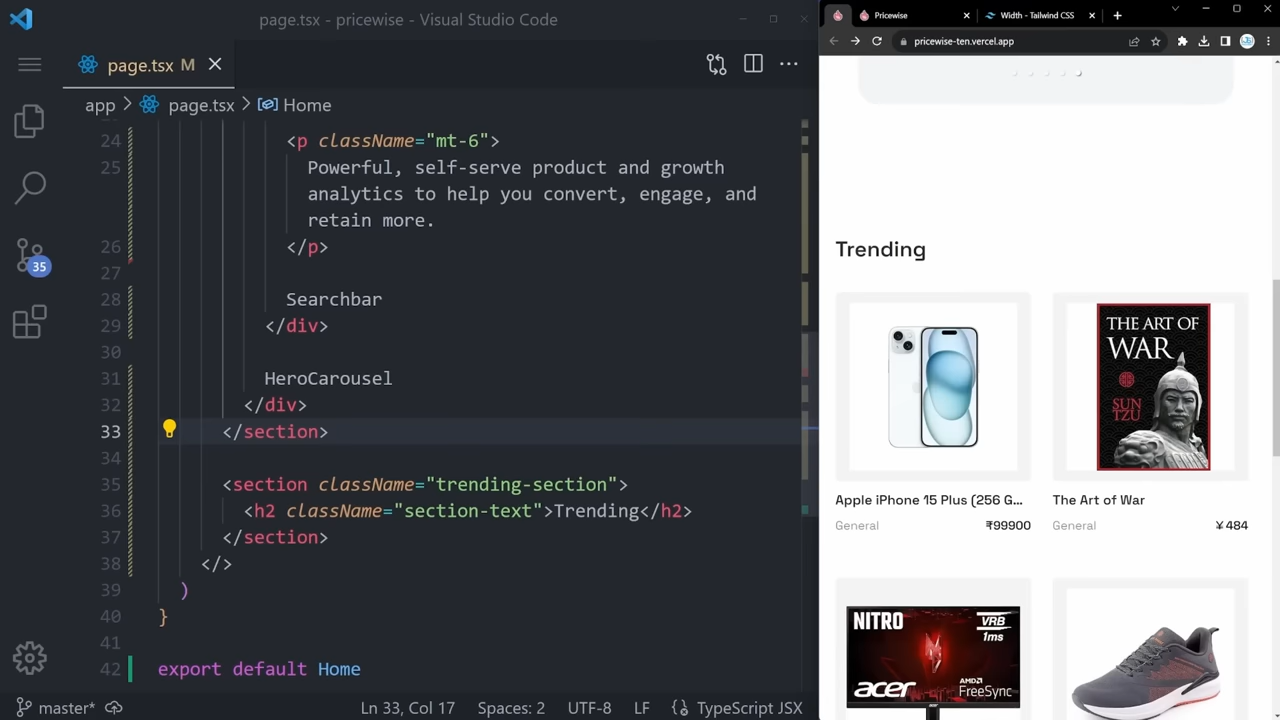 page.tsx - pricewise - Visual Studio Code
page.tsx M
app > page.tsx > Home
24 <p className="mt-6">
25 Powerful, self-serve product and growth
analytics to help you convert, engage, and
retain more.
26 </p>
27
28 Searchbar
29 </div>
30
31 HeroCarousel
32 </div>
33 </section>
34
35 <section className="trending-section">
36 <h2 className="section-text">Trending</h2>
37 </section>
38 </>
39 )
40 }
41
42 export default Home
35
master* Ln 33, Col 17 Spaces: 2 UTF-8 LF TypeScript JSX
Pricewise
Width - Tailwind CSS
pricewise-ten.vercel.app
Trending
THE ART OF
WAR
SUN
TZU
Apple iPhone 15 Plus (256 G...
General ₹99900
The Art of War
General ¥484
NITRO
VRB
1ms
acer
AMD
FreeSync